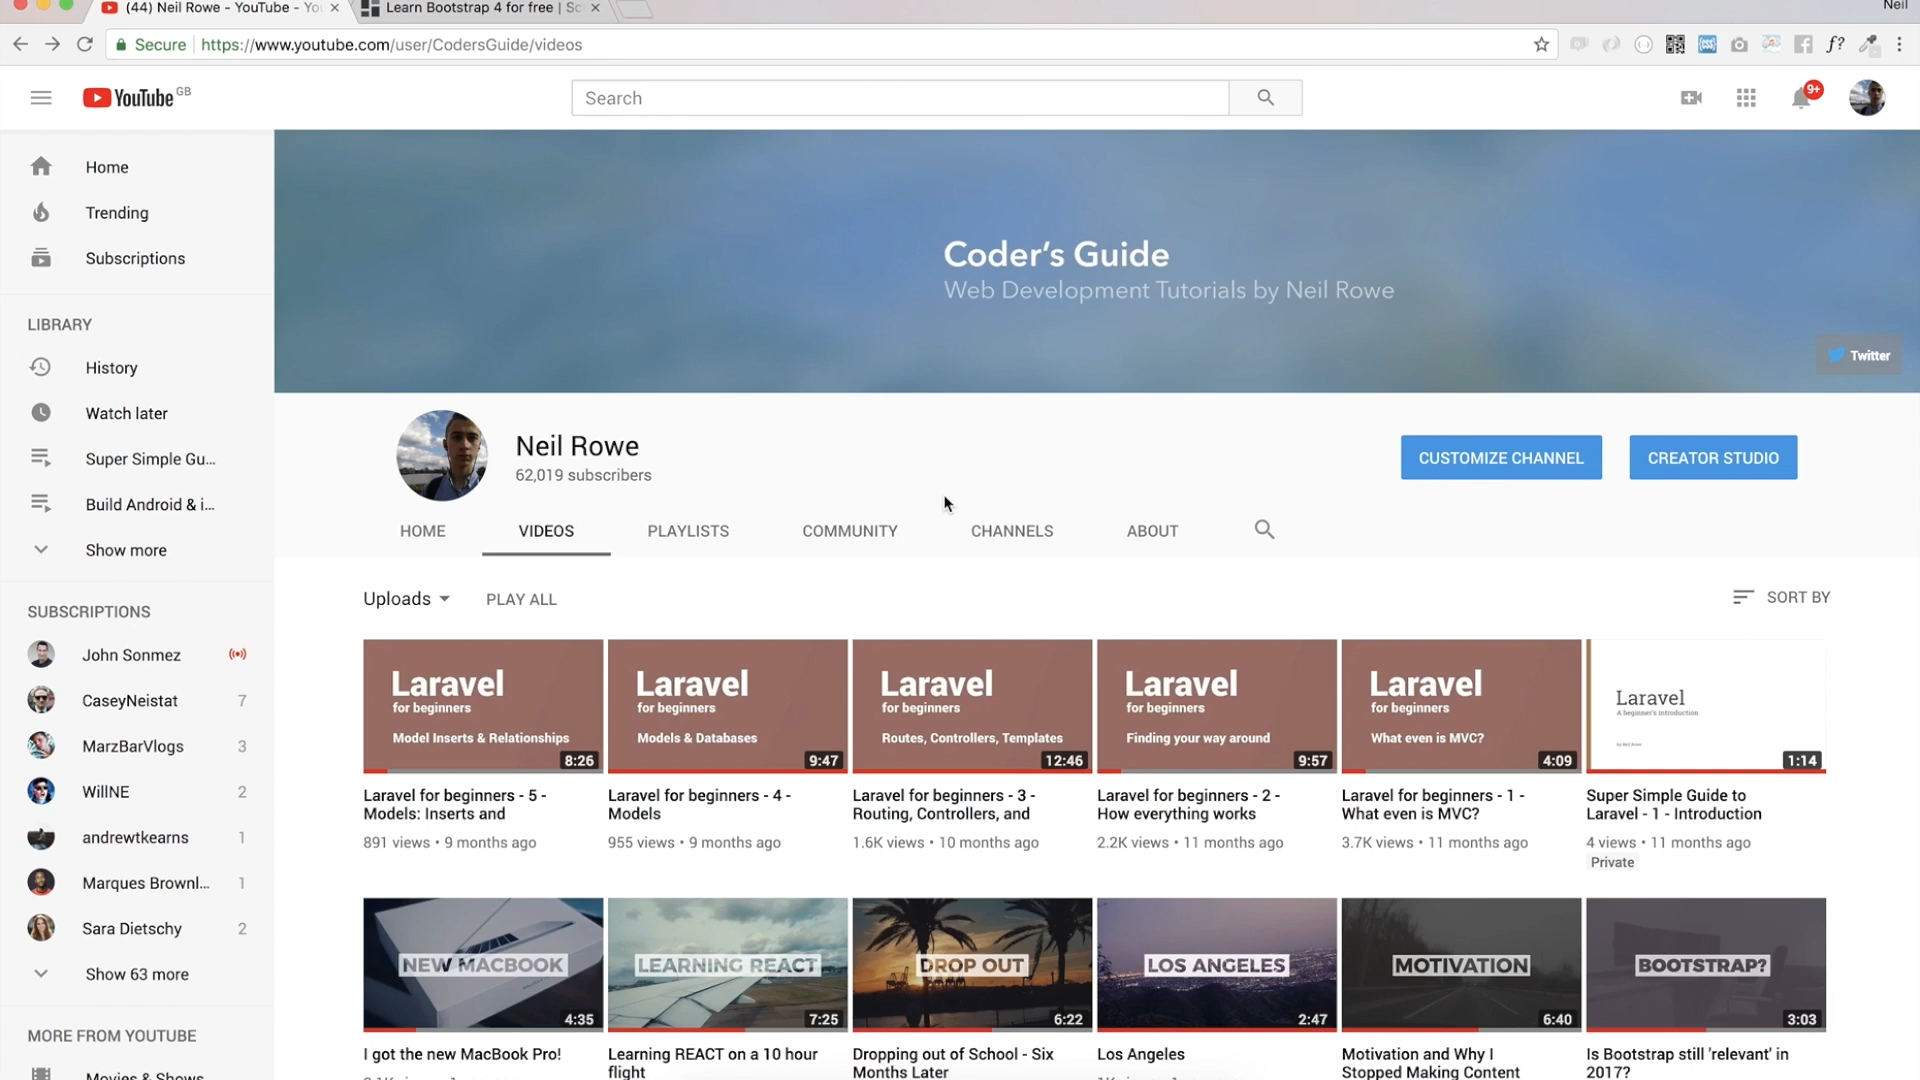 (44) Neil Rowe - YouTube - Yo
Learn Bootstrap 4 for free | Sc
Neil
Secure
https://www.youtube.com/user/CodersGuide/videos
f?
YouTube GB
Search
9+
Home
Trending
Subscriptions
LIBRARY
History
Watch later
Super Simple Gu...
Build Android & i...
Show more
SUBSCRIPTIONS
John Sonmez
CaseyNeistat 7
MarzBarVlogs 3
WillNE 2
andrewtkearns 1
Marques Brownl... 1
Sara Dietschy 2
Show 63 more
MORE FROM YOUTUBE
Movies & Shows
Coder's Guide
Web Development Tutorials by Neil Rowe
Twitter
Neil Rowe
62,019 subscribers
CUSTOMIZE CHANNEL
CREATOR STUDIO
HOME VIDEOS PLAYLISTS COMMUNITY CHANNELS ABOUT
Uploads PLAY ALL
SORT BY
Laravel
for beginners
Model Inserts & Relationships
8:26
Laravel for beginners - 5 -
Models: Inserts and
891 views • 9 months ago
Laravel
for beginners
Models & Databases
9:47
Laravel for beginners - 4 -
Models
955 views • 9 months ago
Laravel
for beginners
Routes, Controllers, Templates
12:46
Laravel for beginners - 3 -
Routing, Controllers, and
1.6K views • 10 months ago
Laravel
for beginners
Finding your way around
9:57
Laravel for beginners - 2 -
How everything works
2.2K views • 11 months ago
Laravel
for beginners
What even is MVC?
4:09
Laravel for beginners - 1 -
What even is MVC?
3.7K views • 11 months ago
Laravel
A beginner's introduction
by Neil Rowe
1:14
Super Simple Guide to
Laravel - 1 - Introduction
4 views • 11 months ago
Private
NEW MACBOOK
4:35
I got the new MacBook Pro!
LEARNING REACT
7:25
Learning REACT on a 10 hour
flight
DROP OUT
6:22
Dropping out of School - Six
Months Later
LOS ANGELES
2:47
Los Angeles
MOTIVATION
6:40
Motivation and Why I
Stopped Making Content
BOOTSTRAP?
3:03
Is Bootstrap still 'relevant' in
2017?